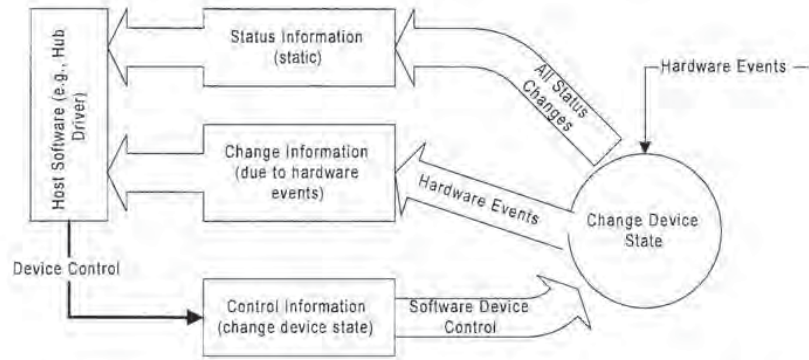 Host Software (e.g., Hub
Driver)
Status Information
(static)
All Status
Changes
Hardware Events
Change Information
(due to hardware
events)
Hardware Events
Change Device
State
Device Control
Control Information
(change device state)
Software Device
Control